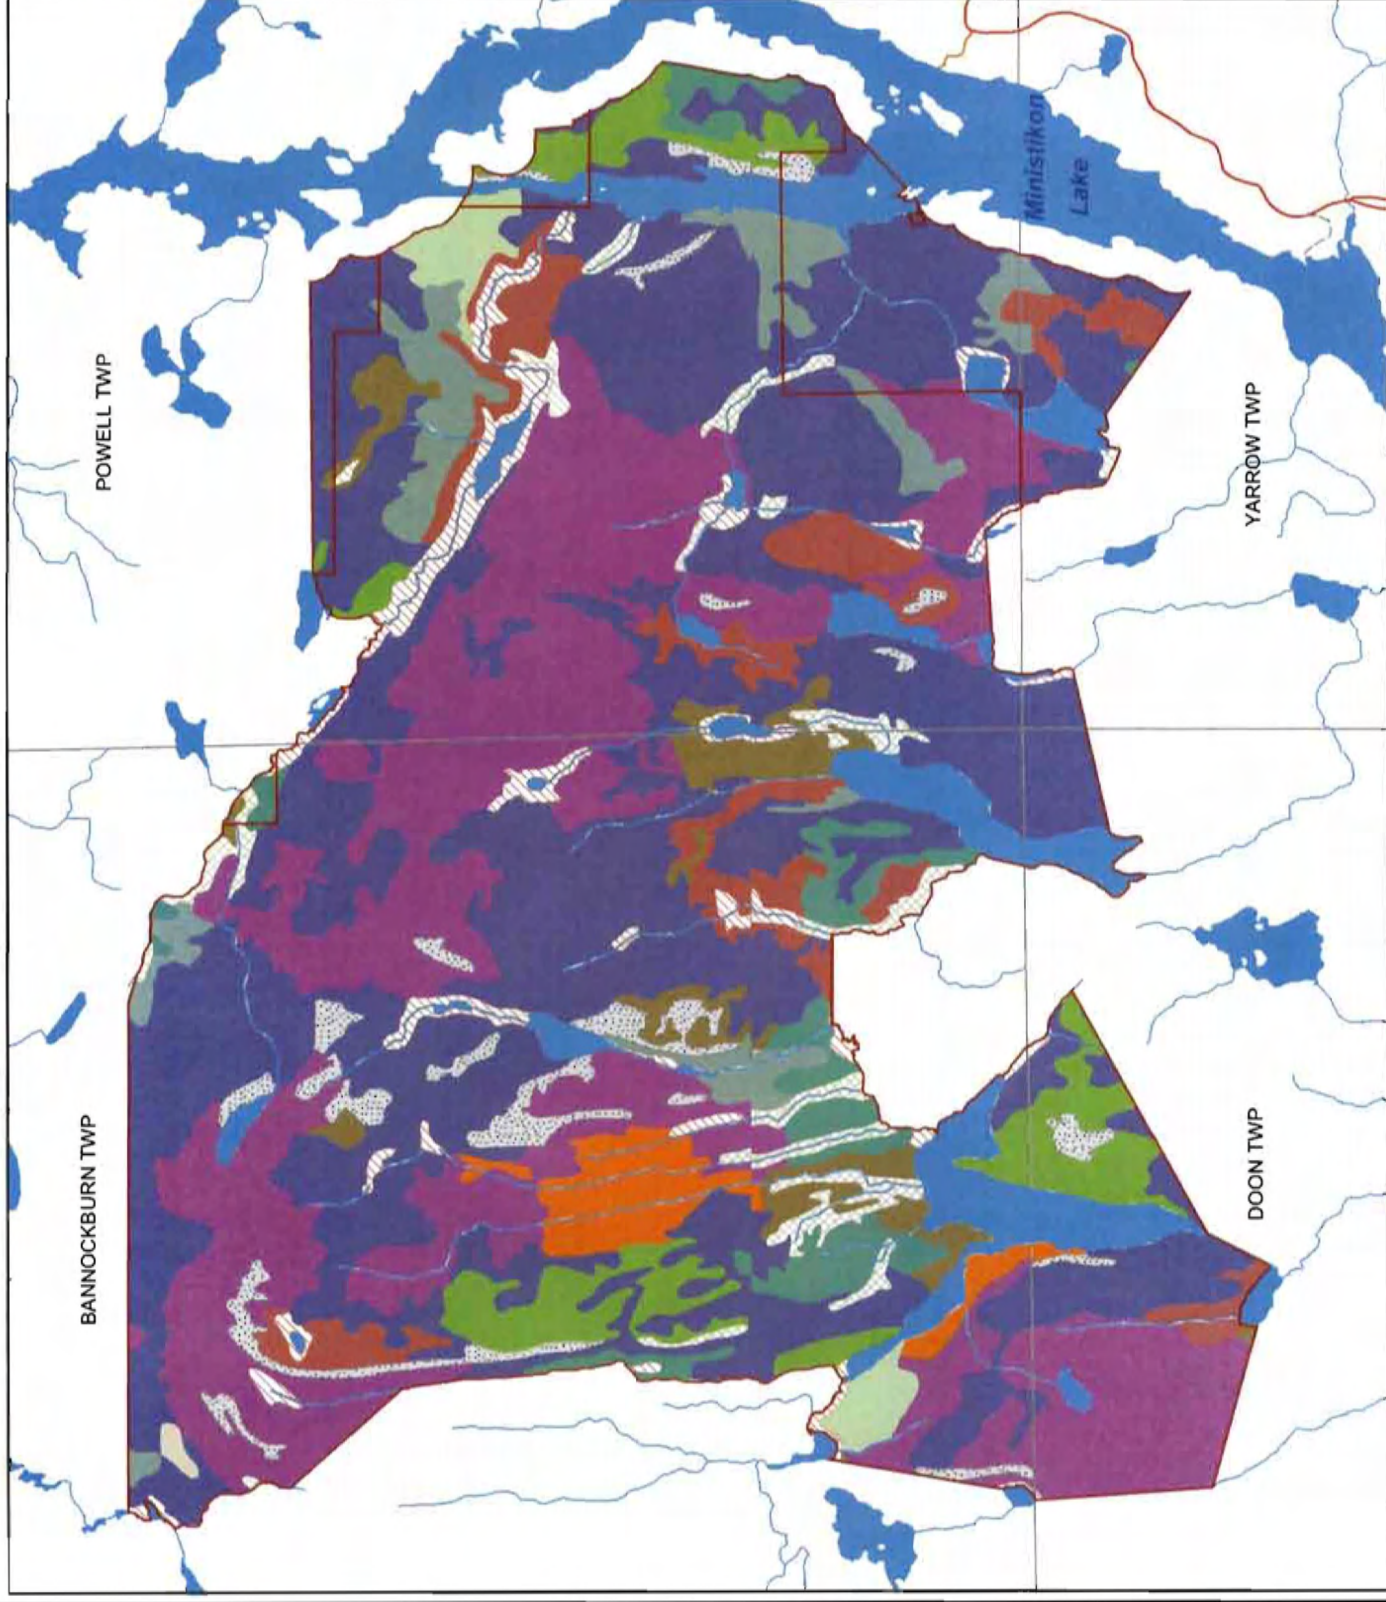 POWELL TWP
Ministikon
Lake
YARROW TWP
BANNOCKBURN TWP
DOON TWP